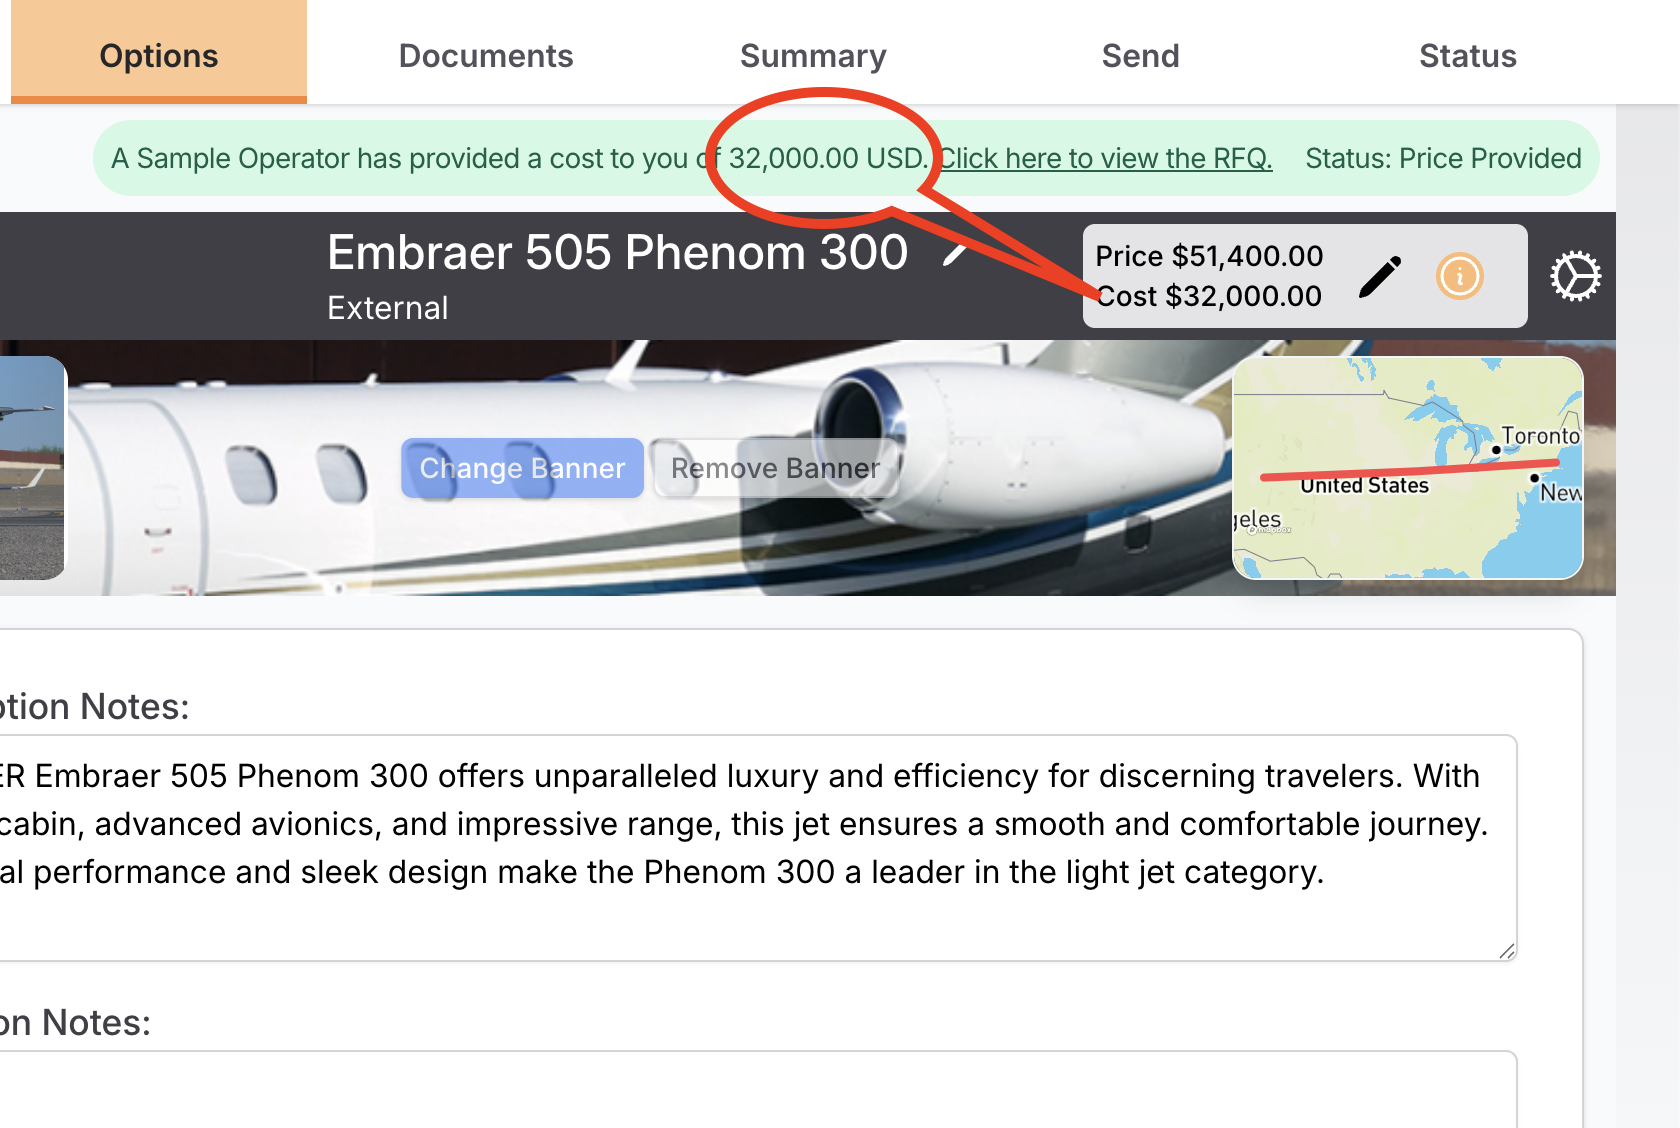 Options Documents Summary Send Status
A Sample Operator has provided a cost to you of 32,000.00 USD. Click here to view the RFQ. Status: Price Provided
Embraer 505 Phenom 300
External
Price $51,400.00
Cost $32,000.00
Change Banner Remove Banner
Toronto
United States
New
geles
mapbox
ption Notes:
ER Embraer 505 Phenom 300 offers unparalleled luxury and efficiency for discerning travelers. With
cabin, advanced avionics, and impressive range, this jet ensures a smooth and comfortable journey.
al performance and sleek design make the Phenom 300 a leader in the light jet category.
on Notes: